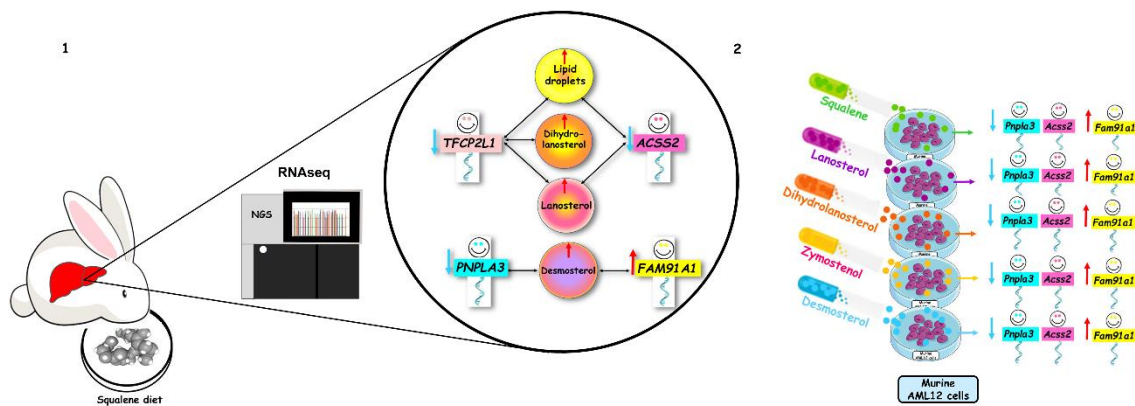 1
2
RNAseq
NGS
Squalene diet
Lipid
droplets
Dihydro-
lanosterol
TFCP2L1
ACSS2
Lanosterol
PNPLA3
Desmosterol
FAM91A1
Squalene
Pnpla3
Acss2
Fam91a1
Lanosterol
Pnpla3
Acss2
Fam91a1
Dihydrolanosterol
Pnpla3
Acss2
Fam91a1
Zymostenol
Pnpla3
Acss2
Fam91a1
Desmosterol
Pnpla3
Acss2
Fam91a1
Murine
AML12 cells